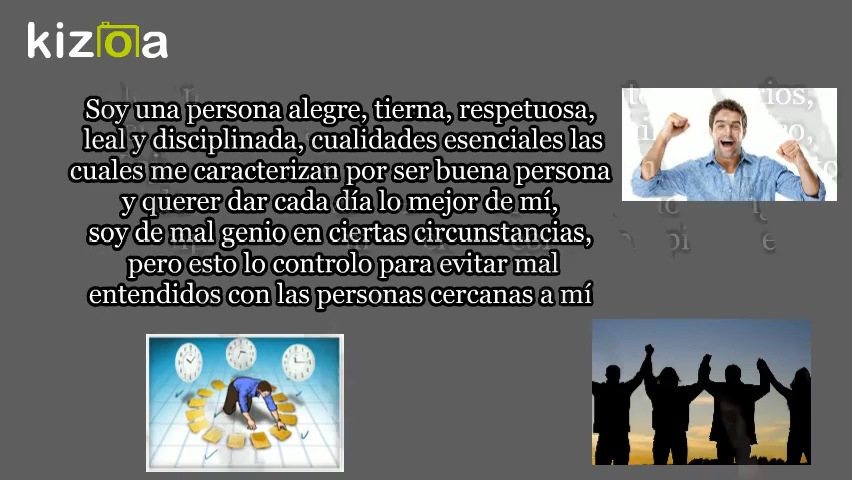 kizoa
Soy una persona alegre, tierna, respetuosa,
leal y disciplinada, cualidades esenciales las
cuales me caracterizan por ser buena persona
y querer dar cada día lo mejor de mí,
soy de mal genio en ciertas circunstancias,
pero esto lo controlo para evitar mal
entendidos con las personas cercanas a mí